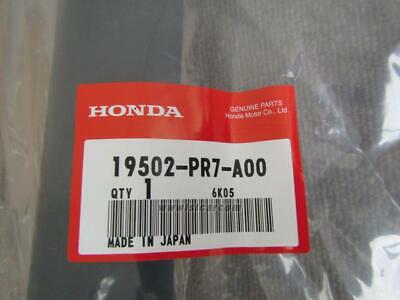 HONDA
GENUINE PARTS
Honda Motor Co., Ltd.
19502-PR7-A00
QTY 1 6K05
MADE IN JAPAN